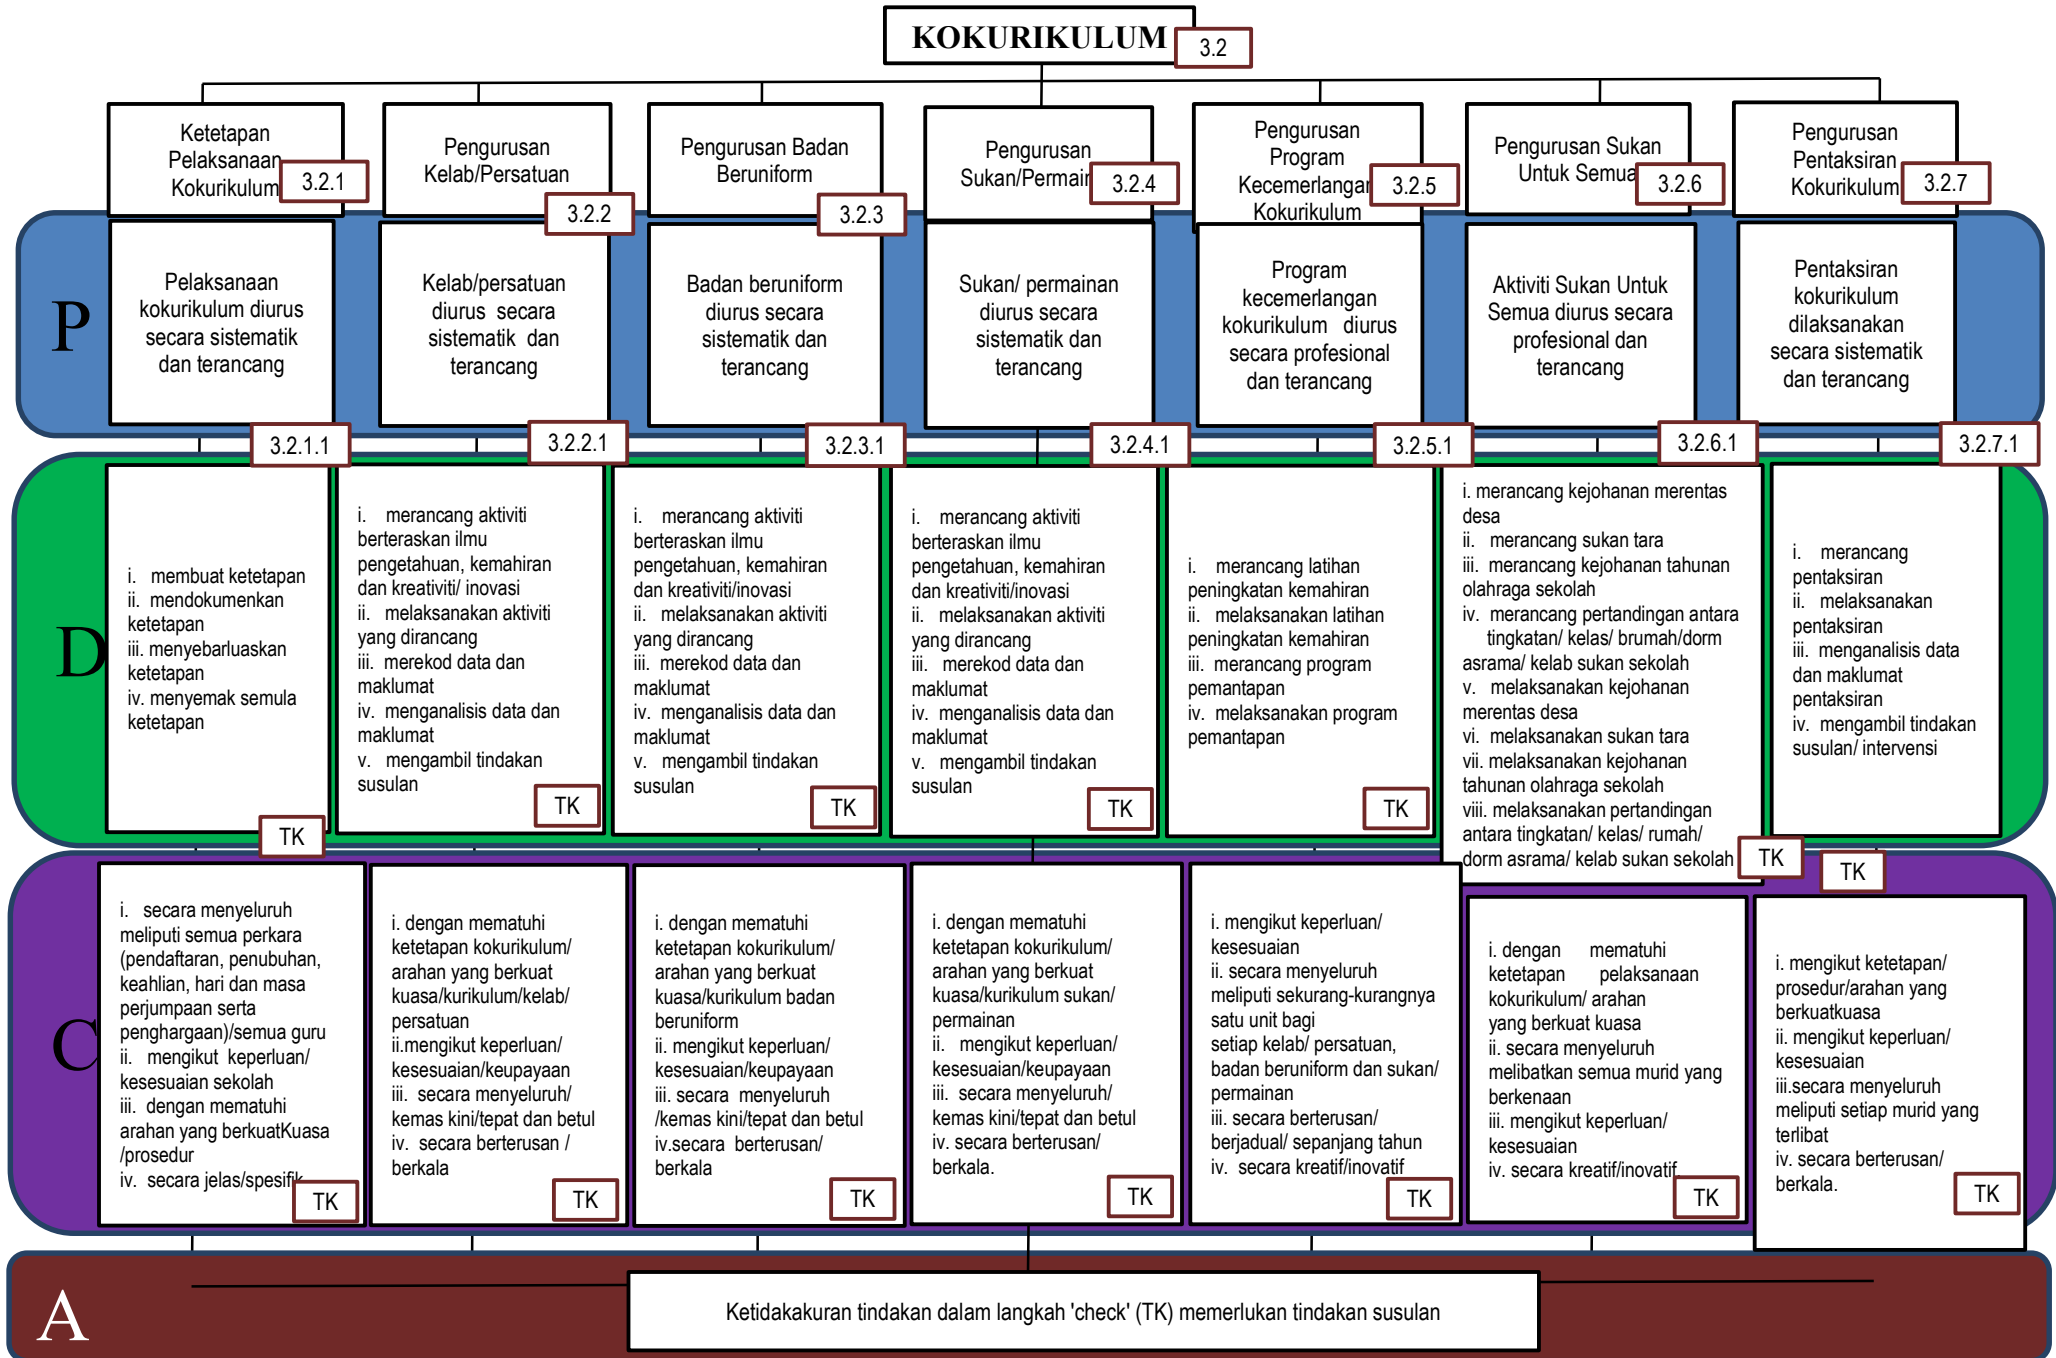 KOKURIKULUM
3.2
Ketetapan
Pelaksanaan
Kokurikulum
3.2.1
Pengurusan
Kelab/Persatuan
3.2.2
Pengurusan Badan
Beruniform
3.2.3
Pengurusan
Sukan/Permain
3.2.4
Pengurusan
Program
Kecemerlangan
Kokurikulum
3.2.5
Pengurusan Sukan
Untuk Semua
3.2.6
Pengurusan
Pentaksiran
Kokurikulum
3.2.7
P
Pelaksanaan
kokurikulum diurus
secara sistematik
dan terancang
3.2.1.1
Kelab/persatuan
diurus secara
sistematik dan
terancang
3.2.2.1
Badan beruniform
diurus secara
sistematik dan
terancang
3.2.3.1
Sukan/ permainan
diurus secara
sistematik dan
terancang
3.2.4.1
Program
kecemerlangan
kokurikulum diurus
secara profesional
dan terancang
3.2.5.1
Aktiviti Sukan Untuk
Semua diurus secara
profesional dan
terancang
3.2.6.1
Pentaksiran
kokurikulum
dilaksanakan
secara sistematik
dan terancang
3.2.7.1
D
i. membuat ketetapan
ii. mendokumenkan
ketetapan
iii. menyebarluaskan
ketetapan
iv. menyemak semula
ketetapan
TK
i. merancang aktiviti
berteraskan ilmu
pengetahuan, kemahiran
dan kreativiti/ inovasi
ii. melaksanakan aktiviti
yang dirancang
iii. merekod data dan
maklumat
iv. menganalisis data dan
maklumat
v. mengambil tindakan
susulan
TK
i. merancang aktiviti
berteraskan ilmu
pengetahuan, kemahiran
dan kreativiti/inovasi
ii. melaksanakan aktiviti
yang dirancang
iii. merekod data dan
maklumat
iv. menganalisis data dan
maklumat
v. mengambil tindakan
susulan
TK
i. merancang aktiviti
berteraskan ilmu
pengetahuan, kemahiran
dan kreativiti/inovasi
ii. melaksanakan aktiviti
yang dirancang
iii. merekod data dan
maklumat
iv. menganalisis data dan
maklumat
v. mengambil tindakan
susulan
TK
i. merancang latihan
peningkatan kemahiran
ii. melaksanakan latihan
peningkatan kemahiran
iii. merancang program
pemantapan
iv. melaksanakan program
pemantapan
TK
i. merancang kejohanan merentas
desa
ii. merancang sukan tara
iii. merancang kejohanan tahunan
olahraga sekolah
iv. merancang pertandingan antara
tingkatan/ kelas/ brumah/dorm
asrama/ kelab sukan sekolah
v. melaksanakan kejohanan
merentas desa
vi. melaksanakan sukan tara
vii. melaksanakan kejohanan
tahunan olahraga sekolah
viii. melaksanakan pertandingan
antara tingkatan/ kelas/ rumah/
dorm asrama/ kelab sukan sekolah
TK
i. merancang
pentaksiran
ii. melaksanakan
pentaksiran
iii. menganalisis data
dan maklumat
pentaksiran
iv. mengambil tindakan
susulan/ intervensi
TK
C
i. secara menyeluruh
meliputi semua perkara
(pendaftaran, penubuhan,
keahlian, hari dan masa
perjumpaan serta
penghargaan)/semua guru
ii. mengikut keperluan/
kesesuaian sekolah
iii. dengan mematuhi
arahan yang berkuatKuasa
/prosedur
iv. secara jelas/spesifik
TK
i. dengan mematuhi
ketetapan kokurikulum/
arahan yang berkuat
kuasa/kurikulum/kelab/
persatuan
ii.mengikut keperluan/
kesesuaian/keupayaan
iii. secara menyeluruh/
kemas kini/tepat dan betul
iv. secara berterusan /
berkala
TK
i. dengan mematuhi
ketetapan kokurikulum/
arahan yang berkuat
kuasa/kurikulum badan
beruniform
ii. mengikut keperluan/
kesesuaian/keupayaan
iii. secara menyeluruh
/kemas kini/tepat dan betul
iv.secara berterusan/
berkala
TK
i. dengan mematuhi
ketetapan kokurikulum/
arahan yang berkuat
kuasa/kurikulum sukan/
permainan
ii. mengikut keperluan/
kesesuaian/keupayaan
iii. secara menyeluruh/
kemas kini/tepat dan betul
iv. secara berterusan/
berkala.
TK
i. mengikut keperluan/
kesesuaian
ii. secara menyeluruh
meliputi sekurang-kurangnya
satu unit bagi
setiap kelab/ persatuan,
badan beruniform dan sukan/
permainan
iii. secara berterusan/
berjadual/ sepanjang tahun
iv. secara kreatif/inovatif
TK
i. dengan mematuhi
ketetapan pelaksanaan
kokurikulum/ arahan
yang berkuat kuasa
ii. secara menyeluruh
melibatkan semua murid yang
berkenaan
iii. mengikut keperluan/
kesesuaian
iv. secara kreatif/inovatif
TK
i. mengikut ketetapan/
prosedur/arahan yang
berkuatkuasa
ii. mengikut keperluan/
kesesuaian
iii.secara menyeluruh
meliputi setiap murid yang
terlibat
iv. secara berterusan/
berkala.
TK
A
Ketidakakuran tindakan dalam langkah 'check' (TK) memerlukan tindakan susulan